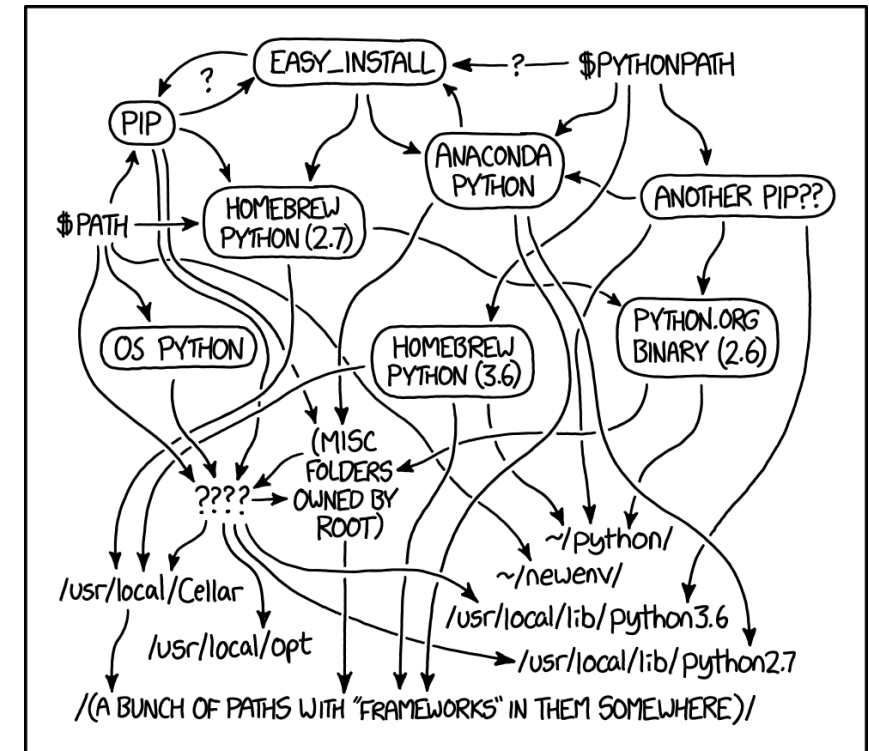 EASY_INSTALL
?
$PYTHONPATH
?
PIP
ANACONDA
PYTHON
ANOTHER PIP??
HOMEBREW
PYTHON (2.7)
$PATH
OS PYTHON
HOMEBREW
PYTHON (3.6)
PYTHON.ORG
BINARY (2.6)
(MISC
FOLDERS
OWNED BY
ROOT)
????
~/python/
~/newenv/
/usr/local/Cellar
/usr/local/lib/python3.6
/usr/local/opt
/usr/local/lib/python2.7
/(A BUNCH OF PATHS WITH "FRAMEWORKS" IN THEM SOMEWHERE)/